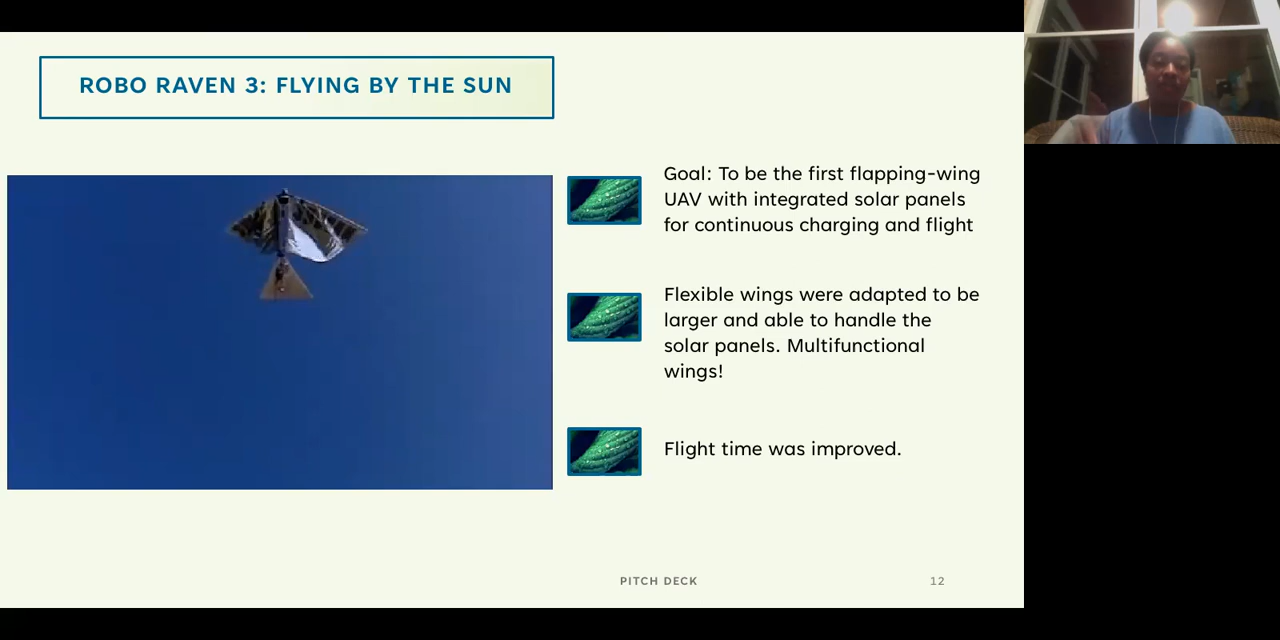 ROBO RAVEN 3: FLYING BY THE SUN
Goal: To be the first flapping-wing
UAV with integrated solar panels
for continuous charging and flight
Flexible wings were adapted to be
larger and able to handle the
solar panels. Multifunctional
wings!
Flight time was improved.
PITCH DECK
12